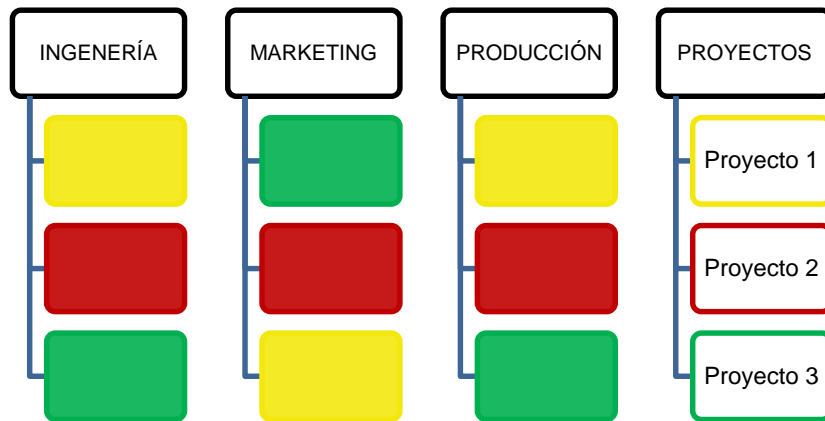 INGENERÍA
MARKETING
PRODUCCIÓN
PROYECTOS
Proyecto 1
Proyecto 2
Proyecto 3